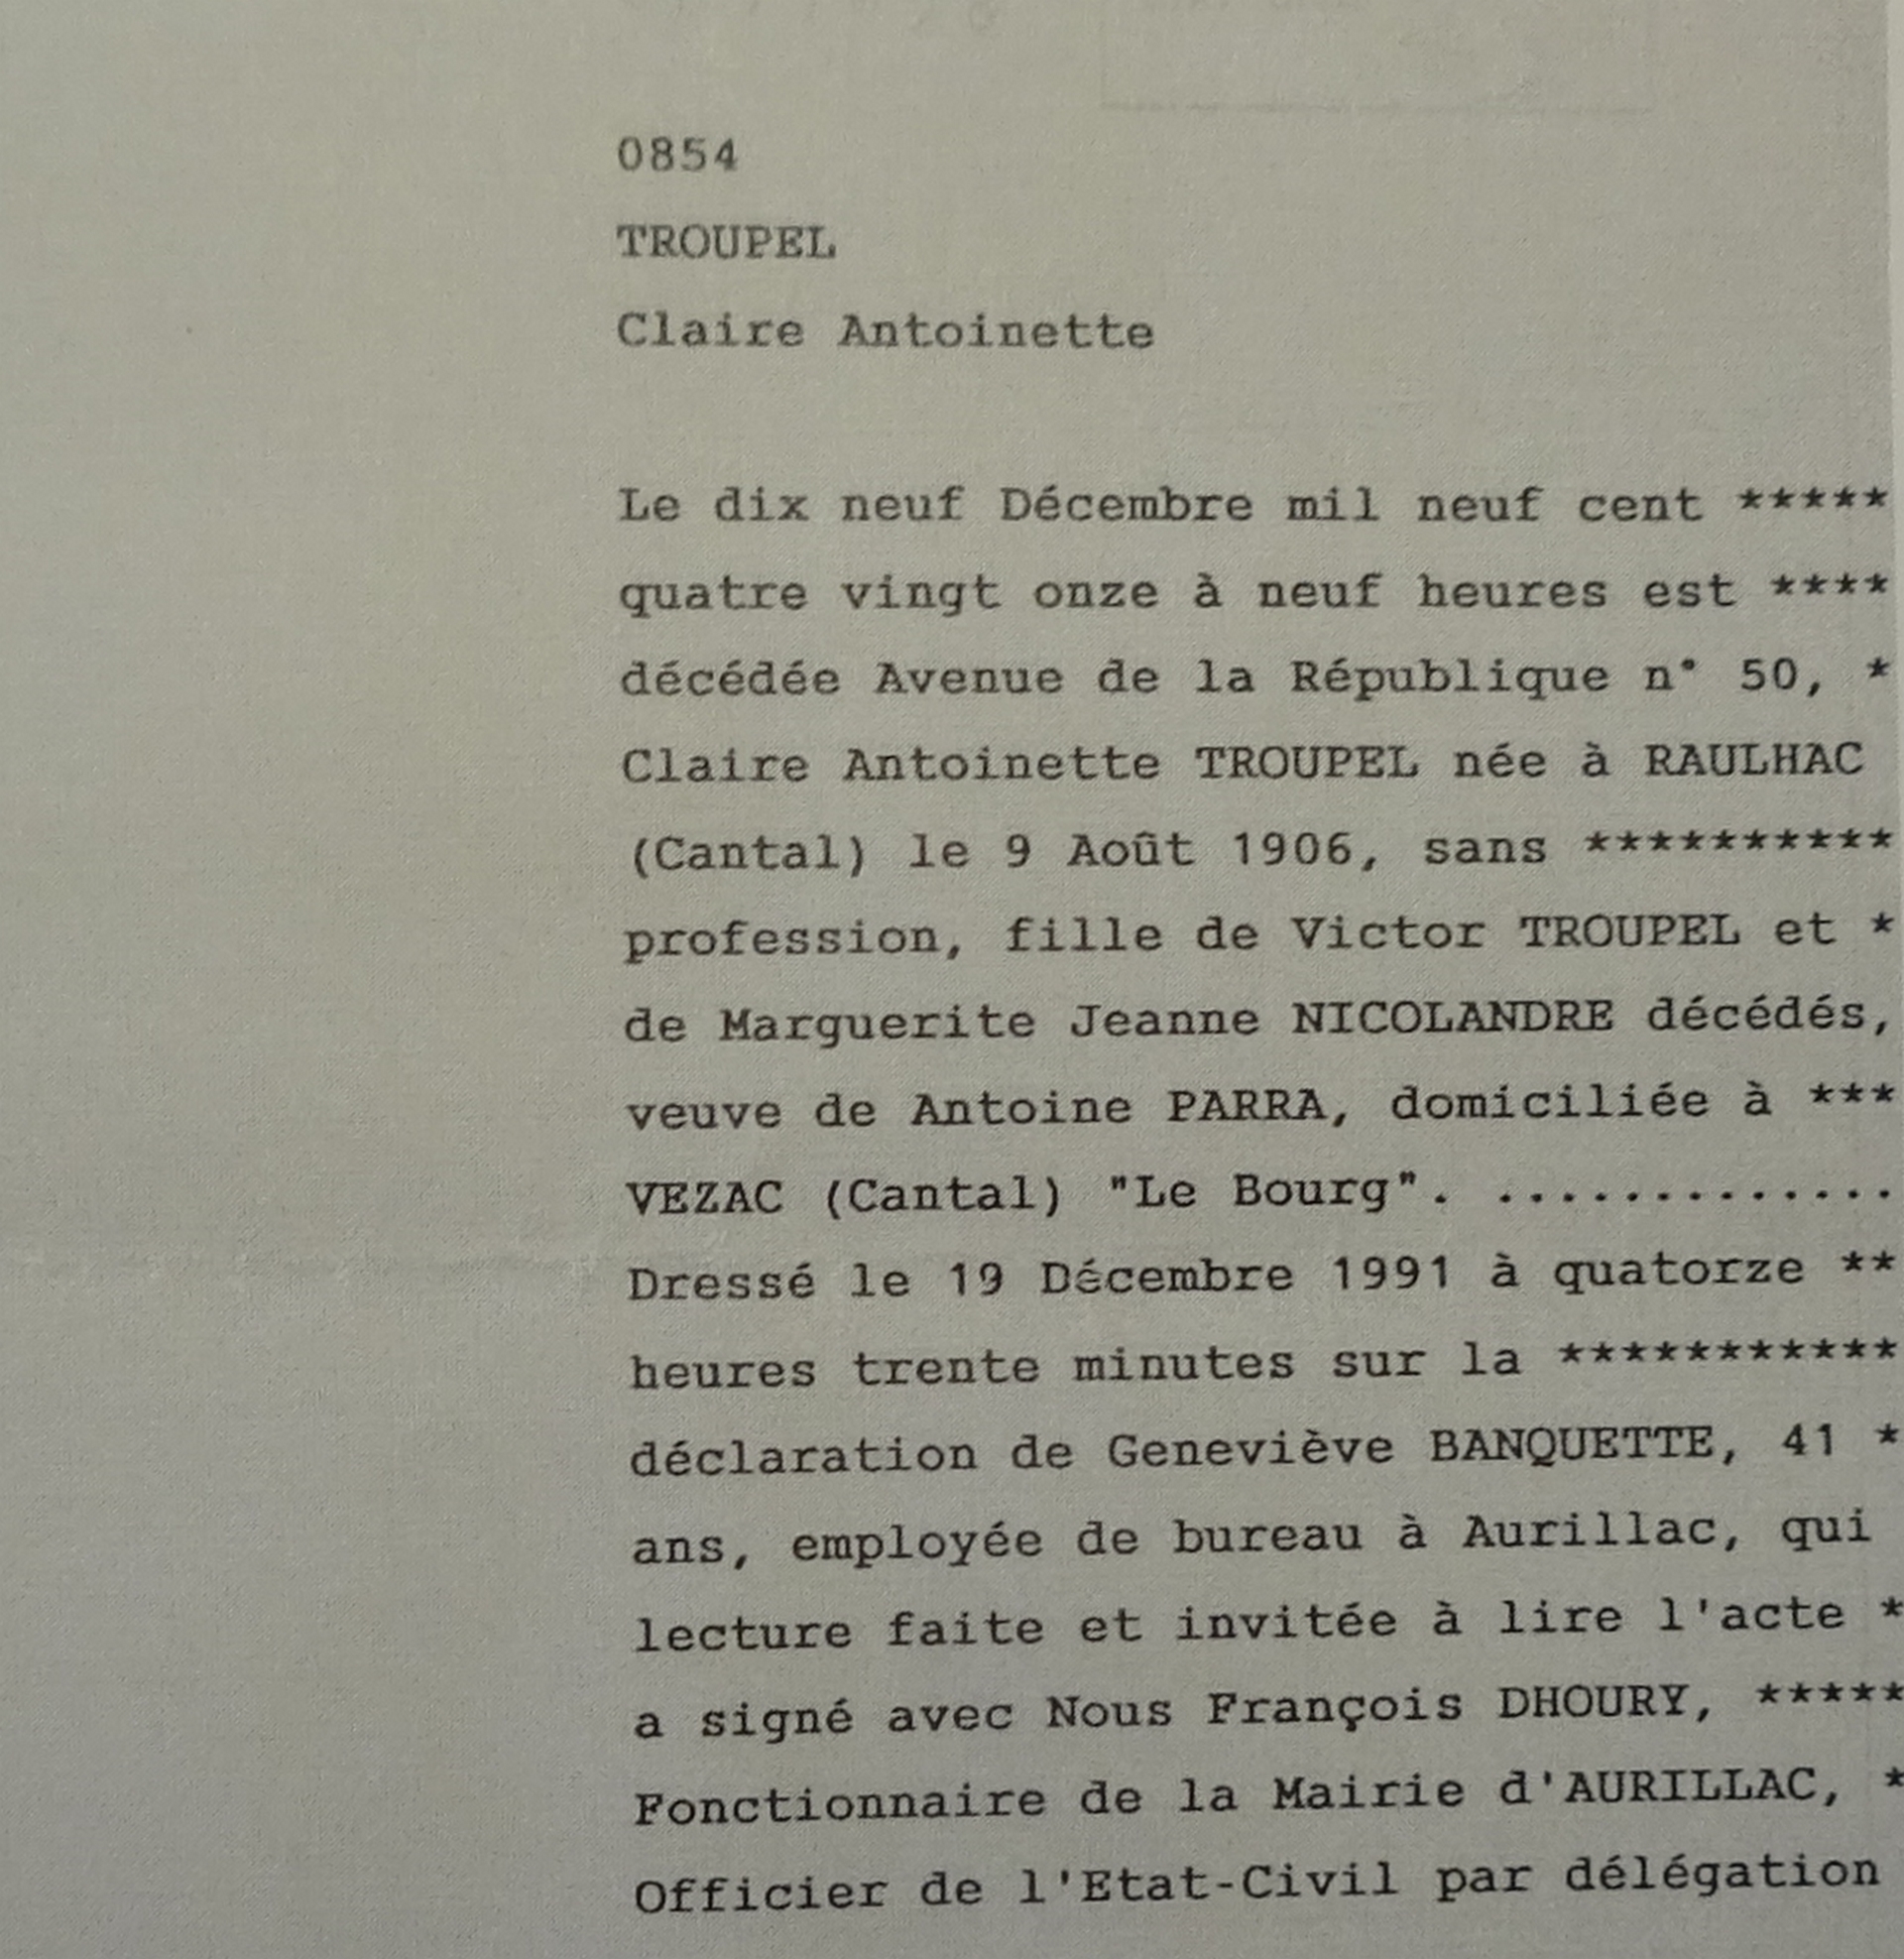 0854
TROUPEL
Claire Antoinette
Le dix neuf Décembre mil neuf cent *****
quatre vingt onze à neuf heures est ****
décédée Avenue de la République n° 50, *
Claire Antoinette TROUPEL née à RAULHAC
(Cantal) le 9 Août 1906, sans **********
profession, fille de Victor TROUPEL et *
de Marguerite Jeanne NICOLANDRE décédés,
veuve de Antoine PARRA, domiciliée à ***
VEZAC (Cantal) "Le Bourg". .............
Dressé le 19 Décembre 1991 à quatorze **
heures trente minutes sur la ***********
déclaration de Geneviève BANQUETTE, 41 *
ans, employée de bureau à Aurillac, qui
lecture faite et invitée à lire l'acte *
a signé avec Nous François DHOURY, *****
Fonctionnaire de la Mairie d'AURILLAC, *
Officier de l'Etat-Civil par délégation